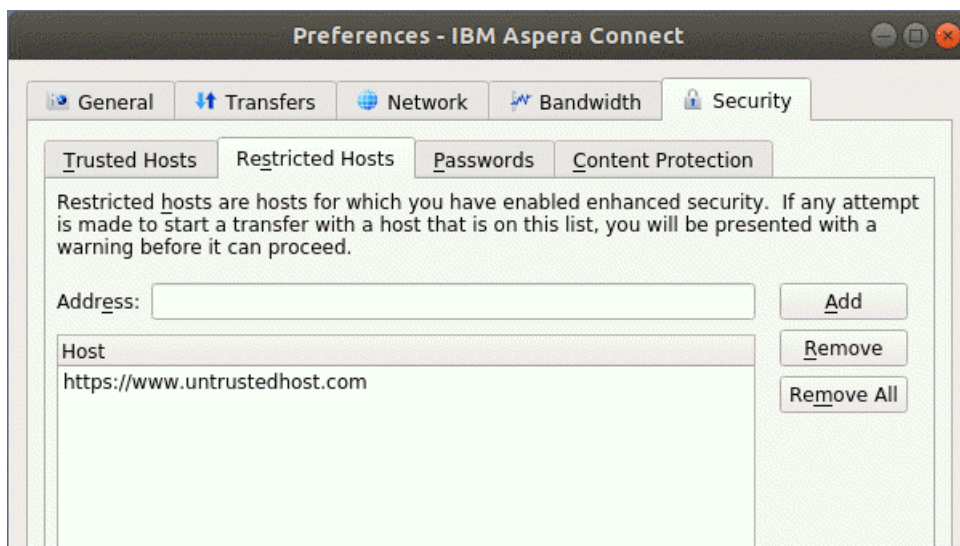 Preferences - IBM Aspera Connect
General Transfers Network Bandwidth Security
Trusted Hosts Restricted Hosts Passwords Content Protection
Restricted hosts are hosts for which you have enabled enhanced security.  If any attempt
is made to start a transfer with a host that is on this list, you will be presented with a
warning before it can proceed.
Address: Add
Host Remove
https://www.untrustedhost.com
Remove All